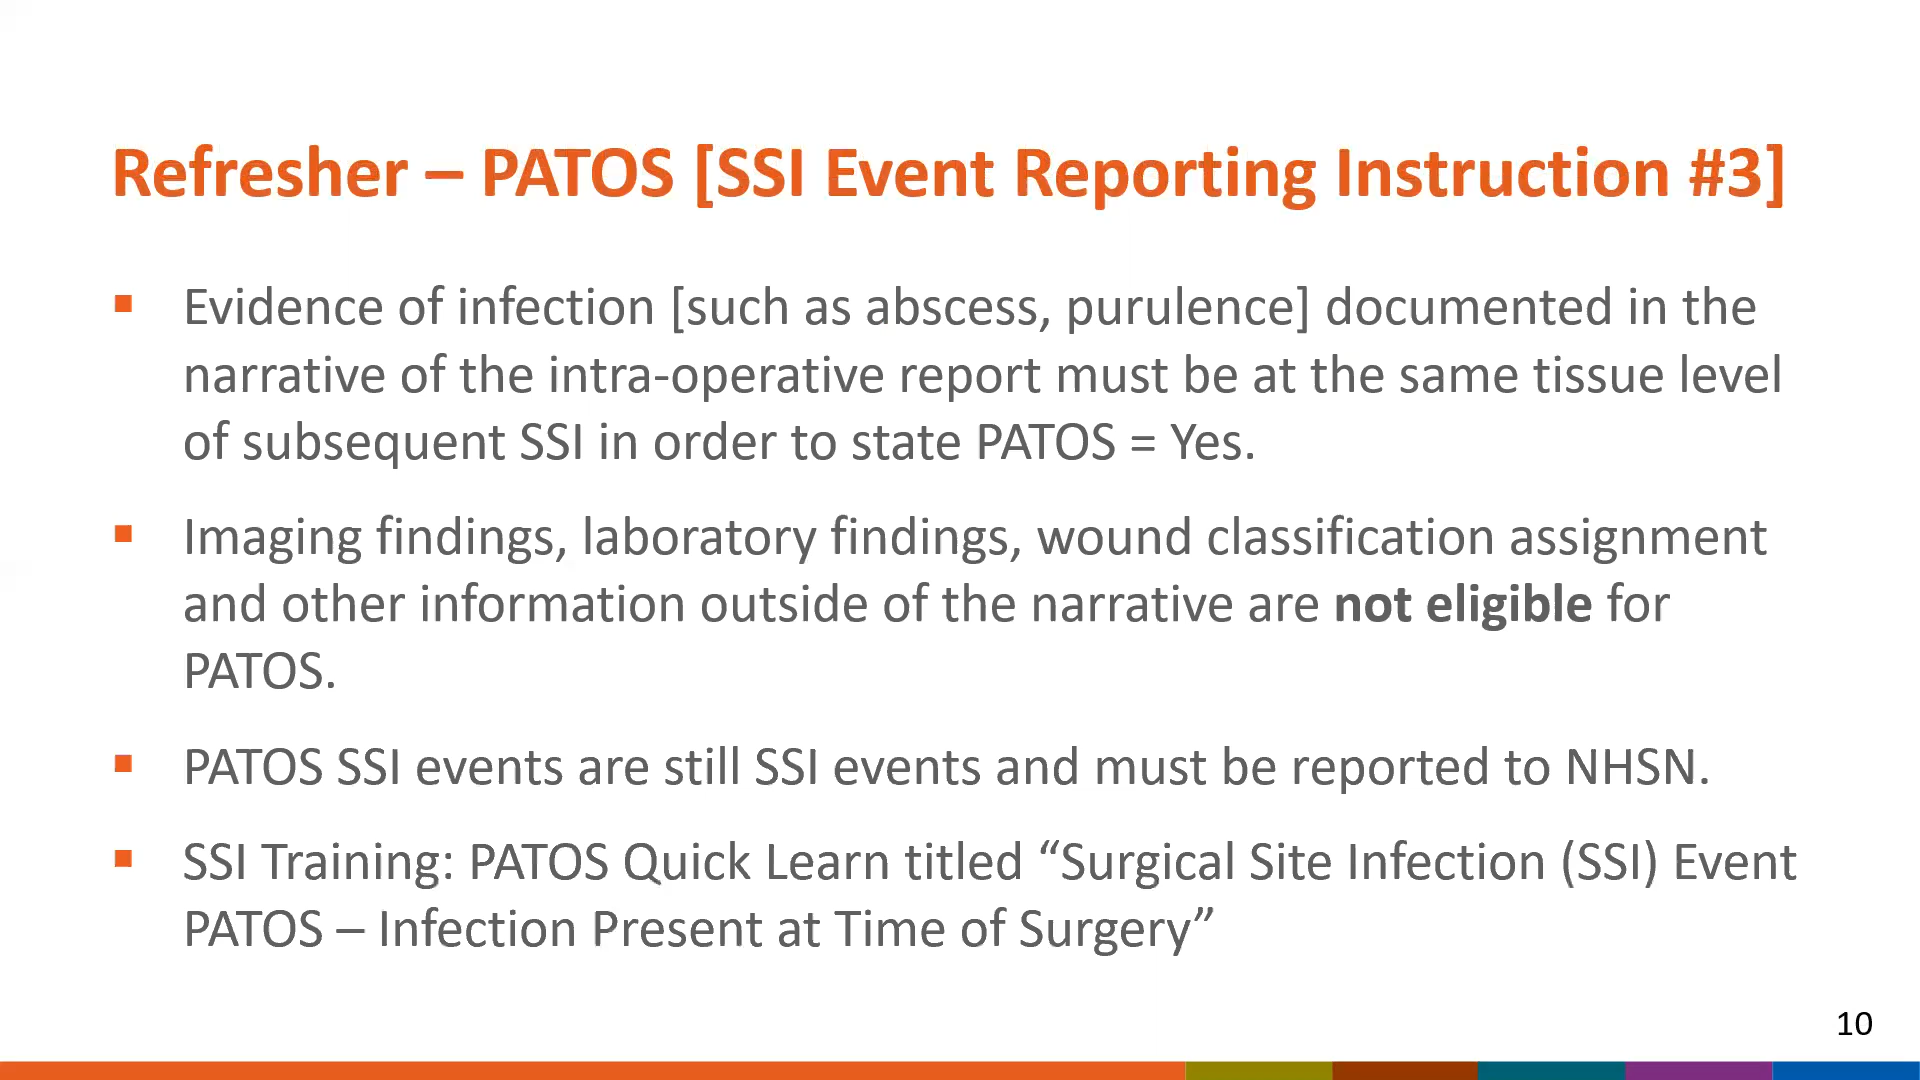 Refresher – PATOS [SSI Event Reporting Instruction #3]
▪ Evidence of infection [such as abscess, purulence] documented in the
narrative of the intra-operative report must be at the same tissue level
of subsequent SSI in order to state PATOS = Yes.
▪ Imaging findings, laboratory findings, wound classification assignment
and other information outside of the narrative are not eligible for
PATOS.
▪ PATOS SSI events are still SSI events and must be reported to NHSN.
▪ SSI Training: PATOS Quick Learn titled “Surgical Site Infection (SSI) Event
PATOS – Infection Present at Time of Surgery”
10